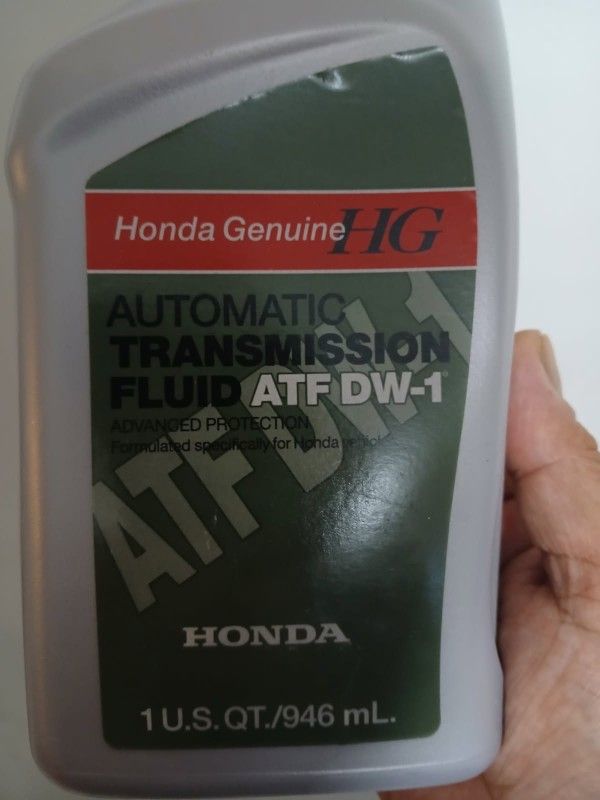 Honda Genuine HG
AUTOMATIC
TRANSMISSION
FLUID ATF DW-1
ADVANCED PROTECTION
Formulated specifically for Honda vehicl
ATF DW-1
HONDA
1 U.S. QT./946 mL.